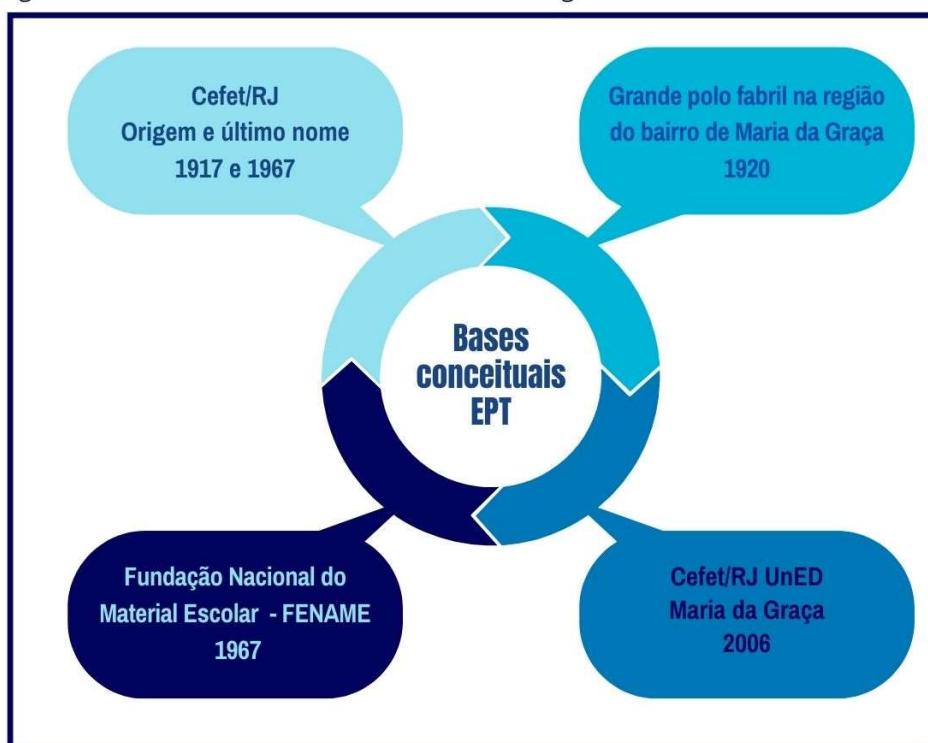 Cefet/RJ
Origem e último nome
1917 e 1967
Grande polo fabril na região
do bairro de Maria da Graça
1920
Bases
conceituais
EPT
Fundação Nacional do
Material Escolar - FENAME
1967
Cefet/RJ UnED
Maria da Graça
2006